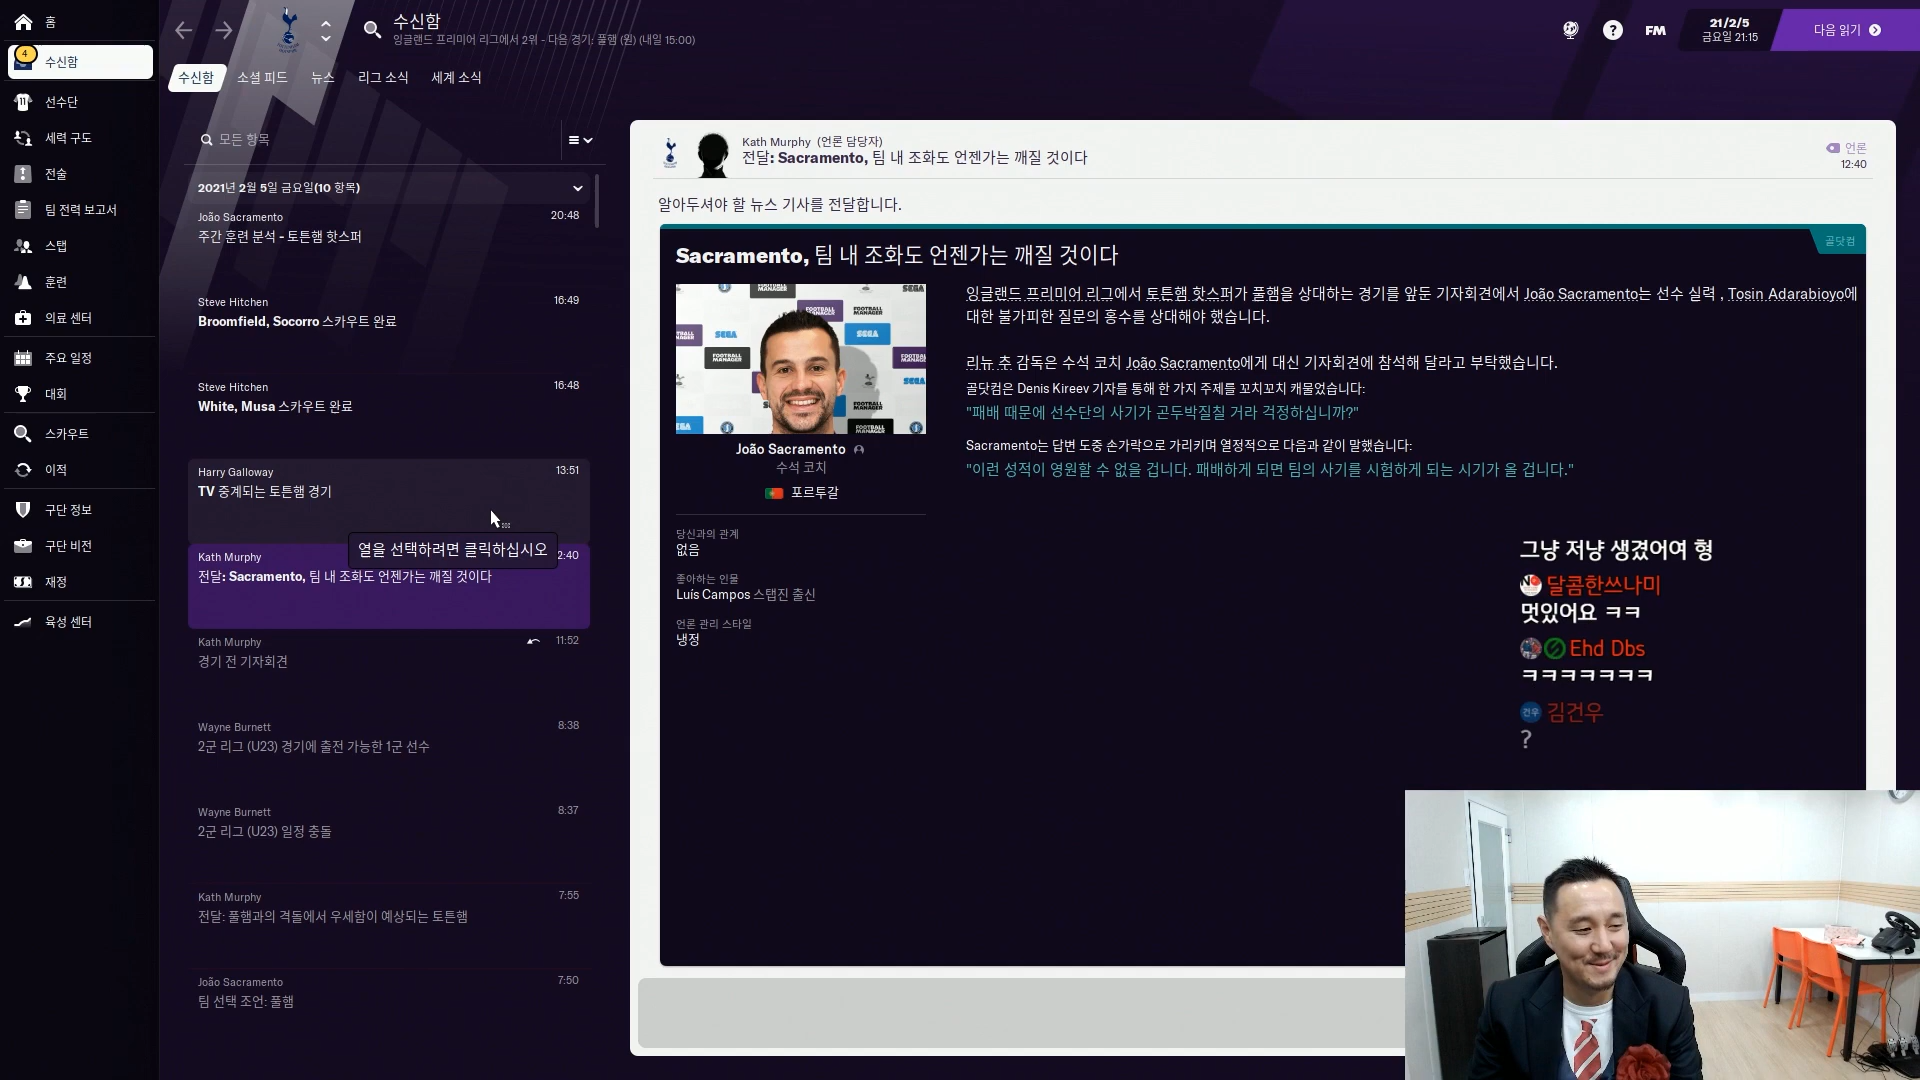 홈
4
수신함
선수단
세력 구도
전술
팀 전력 보고서
스탭
훈련
의료 센터
주요 일정
대회
스카우트
이적
구단 정보
구단 비전
재정
육성 센터
수신함
잉글랜드 프리미어 리그에서 2위 - 다음 경기: 풀햄 (원) (내일 15:00)
FM
21/2/5
금요일 21:15
다음 읽기
수신함
소셜 피드
뉴스
리그 소식
세계 소식
모든 항목
2021년 2월 5일 금요일(10 항목)
João Sacramento
20:48
주간 훈련 분석 - 토튼햄 핫스퍼
Steve Hitchen
16:49
Broomfield, Socorro 스카우트 완료
Steve Hitchen
16:48
White, Musa 스카우트 완료
Harry Galloway
13:51
TV 중계되는 토튼햄 경기
열을 선택하려면 클릭하십시오
Kath Murphy
2:40
전달: Sacramento, 팀 내 조화도 언젠가는 깨질 것이다
Kath Murphy
11:52
경기 전 기자회견
Wayne Burnett
8:38
2군 리그 (U23) 경기에 출전 가능한 1군 선수
Wayne Burnett
8:37
2군 리그 (U23) 일정 충돌
Kath Murphy
7:55
전달: 풀햄과의 격돌에서 우세함이 예상되는 토튼햄
João Sacramento
7:50
팀 선택 조언: 풀햄
Kath Murphy (언론 담당자)
전달: Sacramento, 팀 내 조화도 언젠가는 깨질 것이다
언론
12:40
알아두셔야 할 뉴스 기사를 전달합니다.
골닷컴
Sacramento, 팀 내 조화도 언젠가는 깨질 것이다
João Sacramento
수석 코치
포르투갈
당신과의 관계
없음
좋아하는 인물
Luís Campos 스탭진 출신
언론 관리 스타일
냉정
잉글랜드 프리미어 리그에서 토튼햄 핫스퍼가 풀햄을 상대하는 경기를 앞둔 기자회견에서 João Sacramento는 선수 실력 , Tosin Adarabioyo에
대한 불가피한 질문의 홍수를 상대해야 했습니다.
리뉴 춘 감독은 수석 코치 João Sacramento에게 대신 기자회견에 참석해 달라고 부탁했습니다.
골닷컴은 Denis Kireev 기자를 통해 한 가지 주제를 꼬치꼬치 캐물었습니다:
"패배 때문에 선수단의 사기가 곤두박질칠 거라 걱정하십니까?"
Sacramento는 답변 도중 손가락으로 가리키며 열정적으로 다음과 같이 말했습니다:
"이런 성적이 영원할 수 없을 겁니다. 패배하게 되면 팀의 사기를 시험하게 되는 시기가 올 겁니다."
그냥 저냥 생겼어여 형
달콤한쓰나미
멋있어요 ㅋㅋ
Ehd Dbs
ㅋㅋㅋㅋㅋㅋㅋ
건우 김건우
?